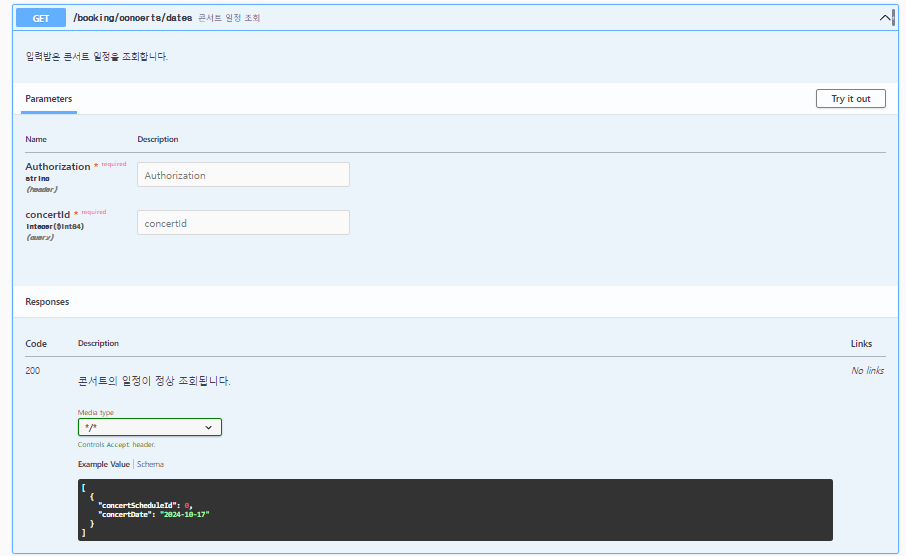 GET /booking/concerts/dates 콘서트 일정 조회
입력받은 콘서트 일정을 조회합니다.
Parameters Try it out
Name Description
Authorization * required
string
(header)
Authorization
concertId * required
integer($int64)
(query)
concertId
Responses
Code Description Links
200 콘서트의 일정이 정상 조회됩니다. No links
Media type
*/*
Controls Accept header.
Example Value Schema
[
{
"concertScheduleId": 0,
"concertDate": "2024-10-17"
}
]